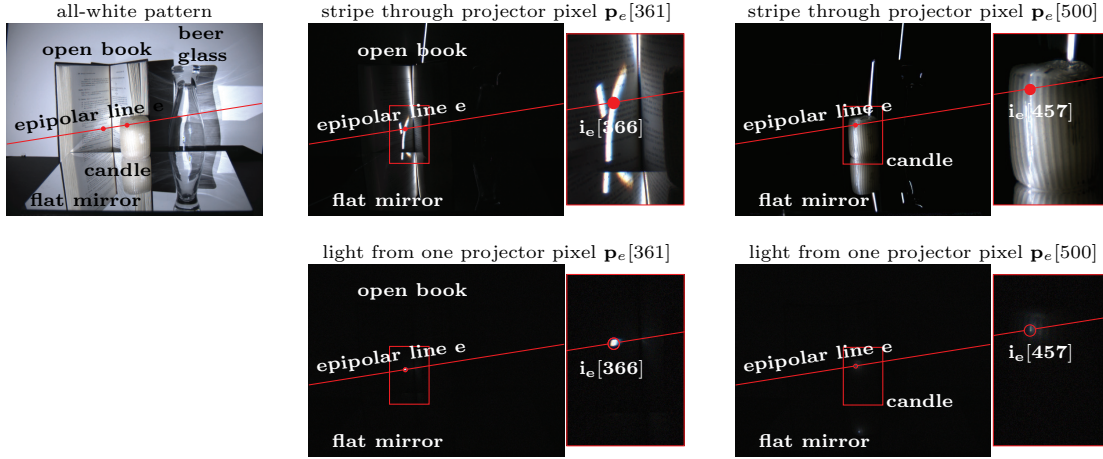 all-white pattern
stripe through projector pixel p_e[361]
stripe through projector pixel p_e[500]
open book
beer
glass
epipolar line e
candle
flat mirror
open book
epipolar line e
i_e[366]
flat mirror
epipolar line e
i_e[457]
candle
flat mirror
light from one projector pixel p_e[361]
light from one projector pixel p_e[500]
open book
epipolar line e
i_e[366]
flat mirror
epipolar line e
i_e[457]
candle
flat mirror